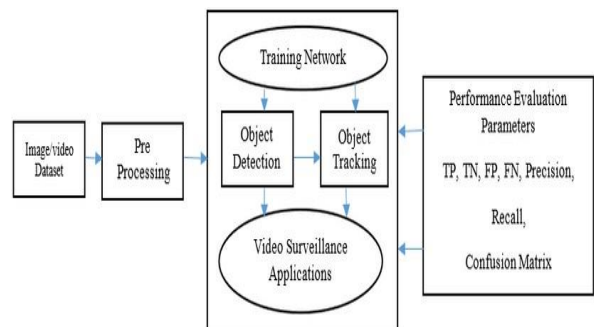 Image/video
Dataset
Pre
Processing
Training Network
Object
Detection
Object
Tracking
Video Surveillance
Applications
Performance Evaluation
Parameters
TP, TN, FP, FN, Precision,
Recall,
Confusion Matrix